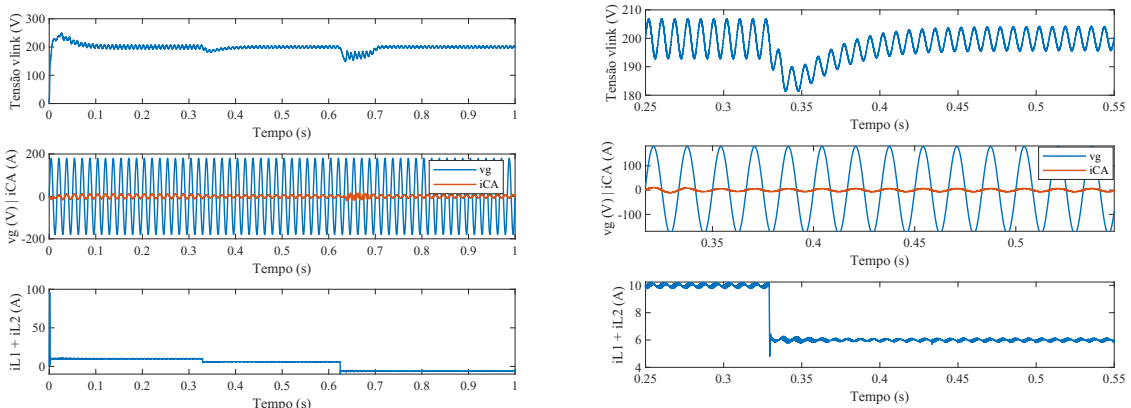 300
200
100
0
Tensão vlink (V)
0 0.1 0.2 0.3 0.4 0.5 0.6 0.7 0.8 0.9 1
Tempo (s)
200
0
-200
vg (V) | iCA (A)
vg
iCA
0 0.1 0.2 0.3 0.4 0.5 0.6 0.7 0.8 0.9 1
Tempo (s)
100
50
0
iL1 + iL2 (A)
0 0.1 0.2 0.3 0.4 0.5 0.6 0.7 0.8 0.9 1
Tempo (s)
210
200
190
180
Tensão vlink (V)
0.25 0.3 0.35 0.4 0.45 0.5 0.55
Tempo (s)
100
0
-100
vg (V) | iCA (A)
vg
iCA
0.35 0.4 0.45 0.5
Tempo (s)
10
8
6
4
iL1 + iL2 (A)
0.25 0.3 0.35 0.4 0.45 0.5 0.55
Tempo (s)